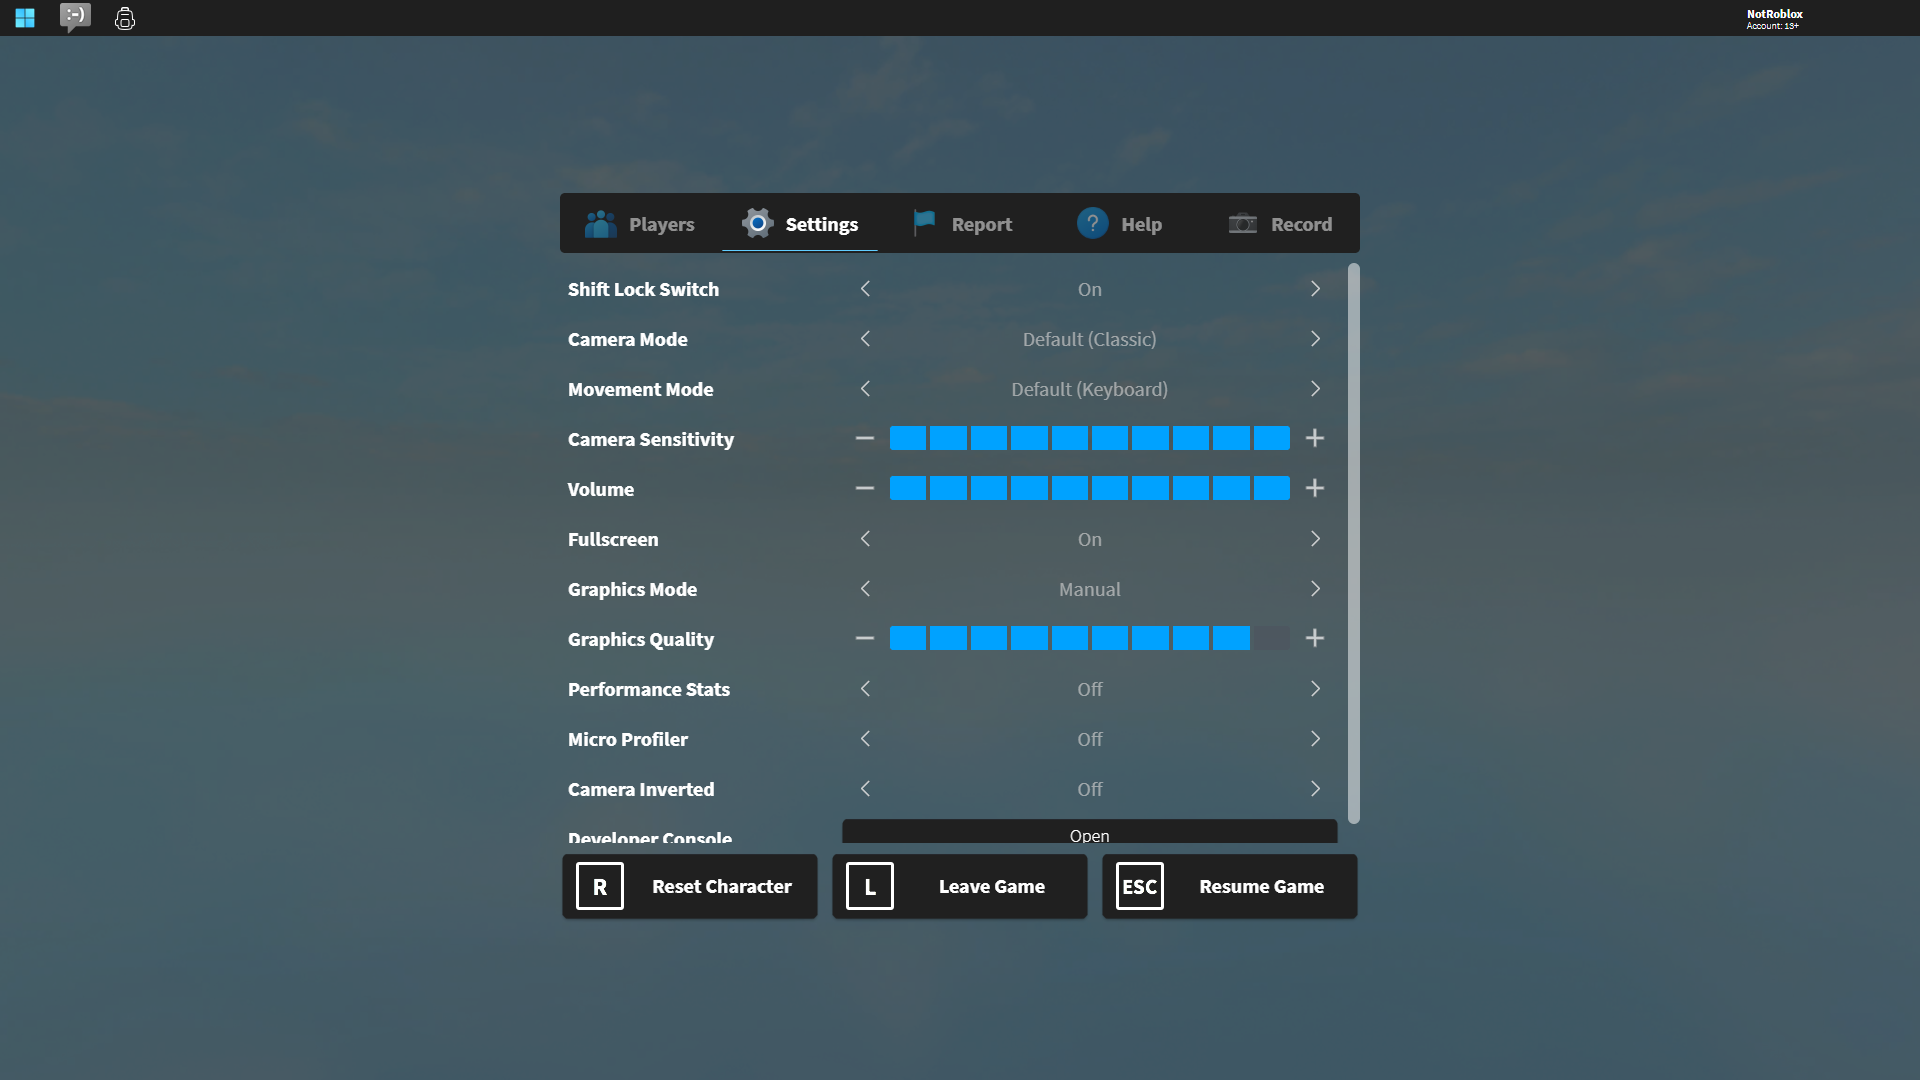 :-)
NotRoblox
Account: 13+
Players
Settings
Report
? Help
Record
Shift Lock Switch
On
Camera Mode
Default (Classic)
Movement Mode
Default (Keyboard)
Camera Sensitivity
Volume
Fullscreen
On
Graphics Mode
Manual
Graphics Quality
Performance Stats
Off
Micro Profiler
Off
Camera Inverted
Off
Developer Console
Open
R Reset Character
L Leave Game
ESC Resume Game